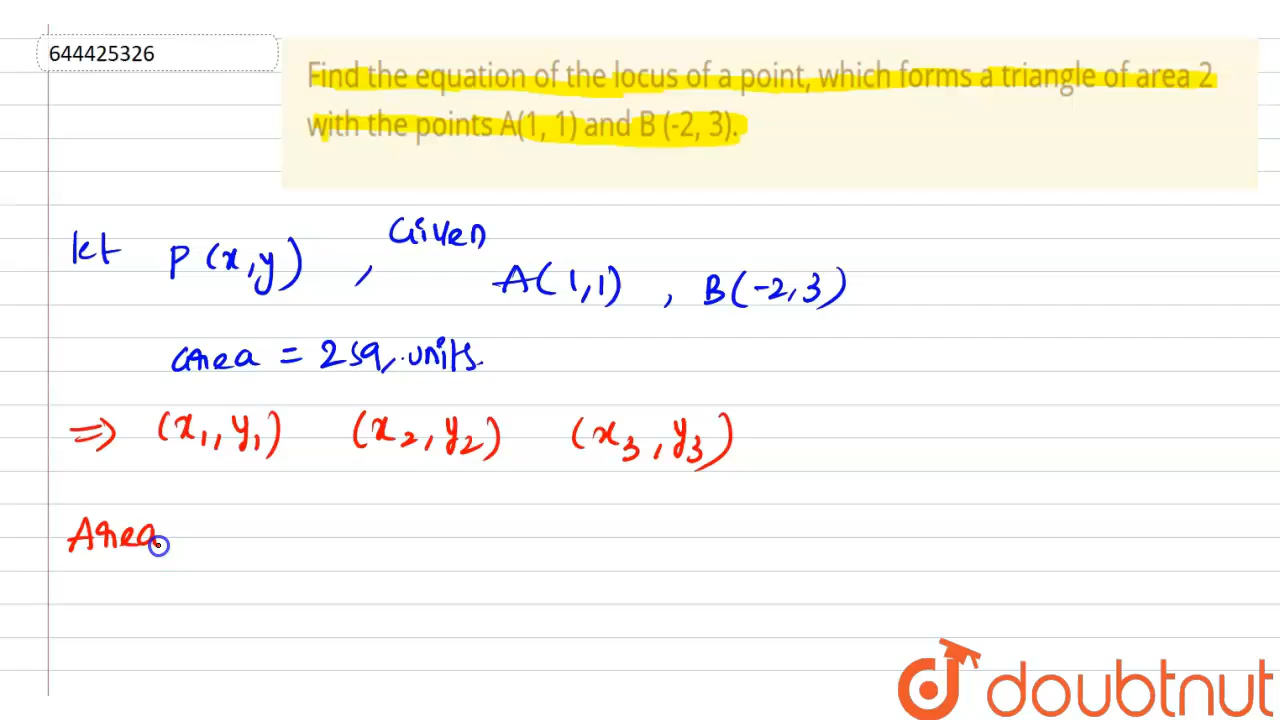 644425326
Find the equation of the locus of a point, which forms a triangle of area 2
with the points A(1, 1) and B (-2, 3).
let P(x,y) , Given A(1,1) , B(-2,3)
area = 2 sq. units.
⇒ (x₁,y₁) (x₂,y₂) (x₃,y₃)
Area
doubtnut